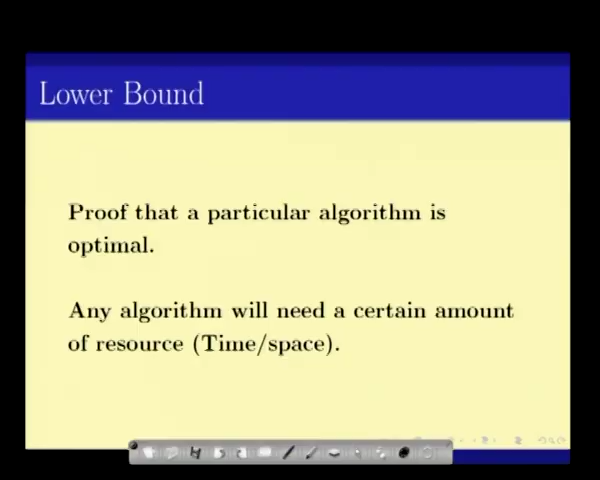 Lower Bound
Proof that a particular algorithm is
optimal.
Any algorithm will need a certain amount
of resource (Time/space).